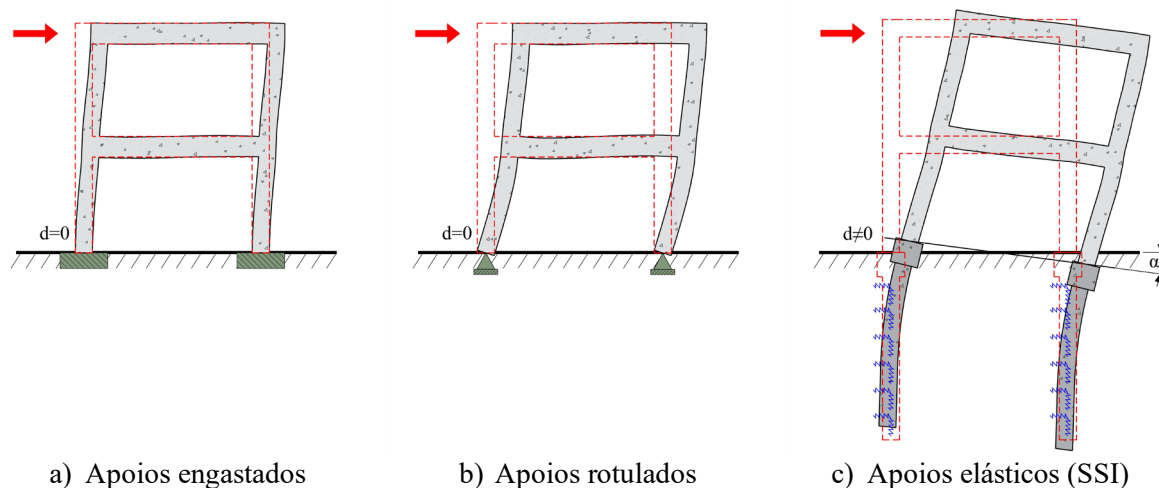 d=0
d=0
d≠0
α
a) Apoios engastados
b) Apoios rotulados
c) Apoios elásticos (SSI)